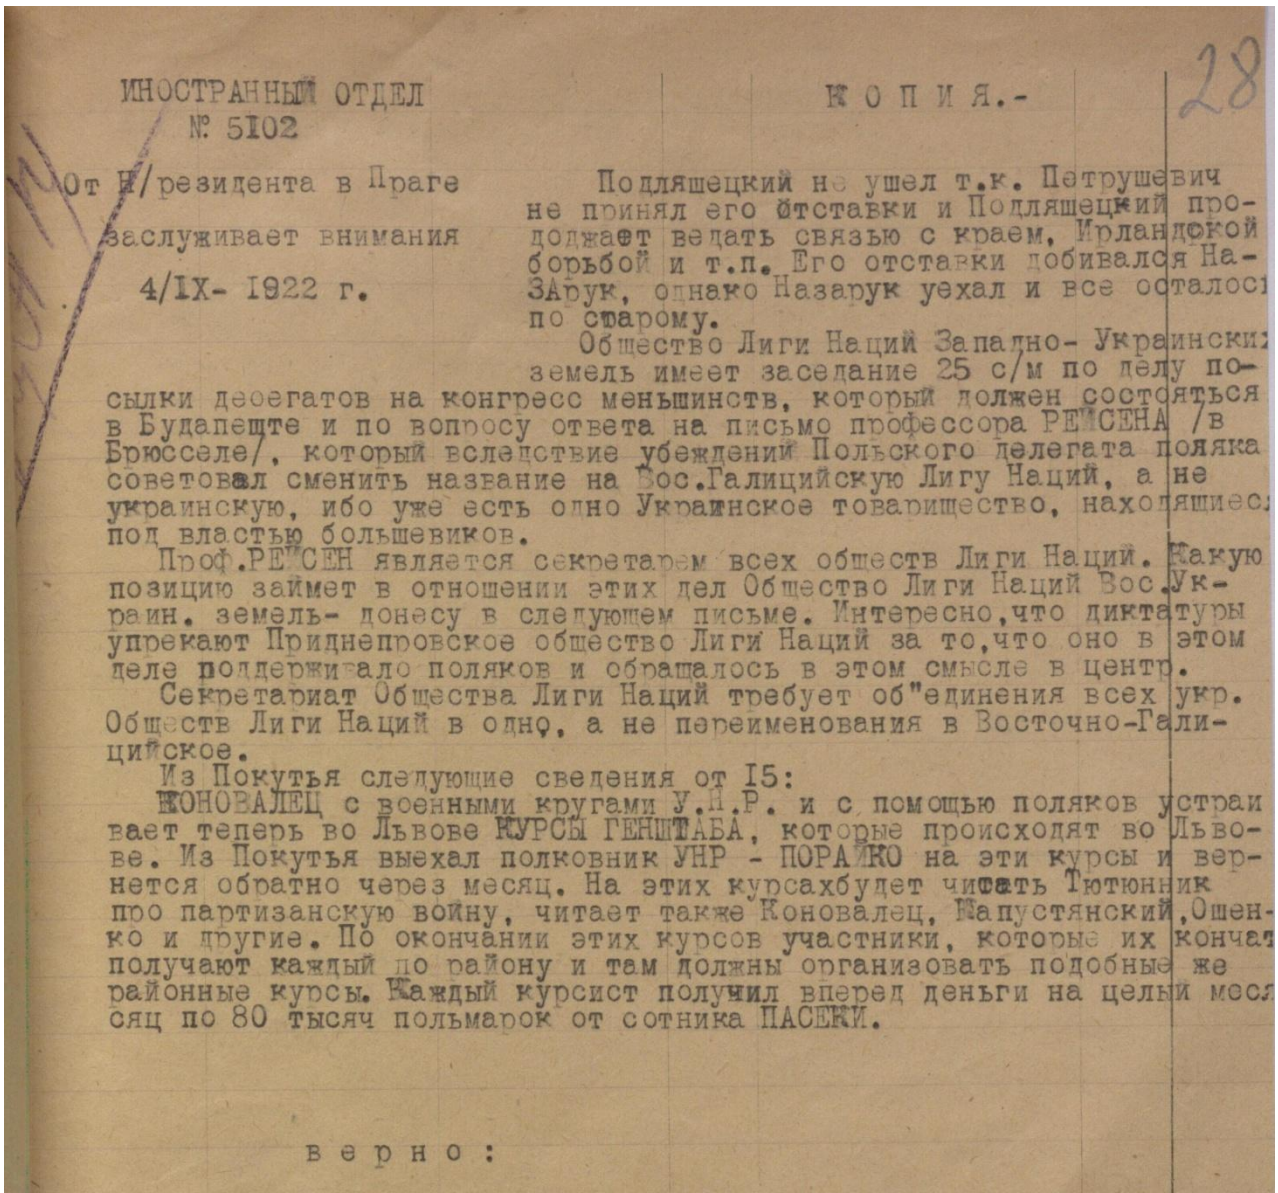 28
ИНОСТРАННЫЙ ОТДЕЛ
К О П И Я.-
№ 5I02
От Н/резидента в Праге
заслуживает внимания
4/IХ- I922 г.
Подляшецкий не ушел т.к. Петрушевич
не принял его отставки и Подляшецкий про-
доджает ведать связью с краем, Ирландской
борьбой и т.п. Его отставки добивался На-
ЗАрук, однако Назарук уехал и все осталось
по старому.
Общество Лиги Наций Западно- Украински
земель имеет заседание 25 с/м по делу по-
сылки деоегатов на конгресс меньшинств, который должен состояться
в Будапеште и по вопросу ответа на письмо профессора РЕЙСЕНА /в
Брюсселе/, который вследствие убеждений Польского делегата поляка
советовал сменить название на Вос.Галицийскую Лигу Наций, а не
украинскую, ибо уже есть одно Украинское товарищество, находящиес
под властью большевиков.
Проф.РЕЙСЕН является секретарем всех обществ Лиги Наций. Какую
позицию займет в отношении этих дел Общество Лиги Наций Вос.Ук-
раин. земель- донесу в следующем письме. Интересно,что диктатуры
упрекают Приднепровское общество Лиги Наций за то,что оно в этом
деле поддерживало поляков и обращалось в этом смысле в центр.
Секретариат Общества Лиги Наций требует об"единения всех укр.
Обществ Лиги Наций в одно, а не переименования в Восточно-Гали-
цийское.
Из Покутья следующие сведения от I5:
КОНОВАЛЕЦ с военными кругами У.Н.Р. и с помощью поляков устраи
вает теперь во Львове КУРСЫ ГЕНШТАБА, которые происходят во Льво-
ве. Из Покутья выехал полковник УНР - ПОРАЙКО на эти курсы и вер-
нется обратно через месяц. На этих курсахбудет читать Тютюнник
про партизанскую войну, читает также Коновалец, Капустянский,Ошен-
ко и другие. По окончании этих курсов участники, которые их кончат
получают каждый по району и там должны организовать подобные же
районные курсы. Каждый курсист получил вперед деньги на целый меся
сяц по 80 тысяч польмарок от сотника ПАСЕКИ.
в е р н о :